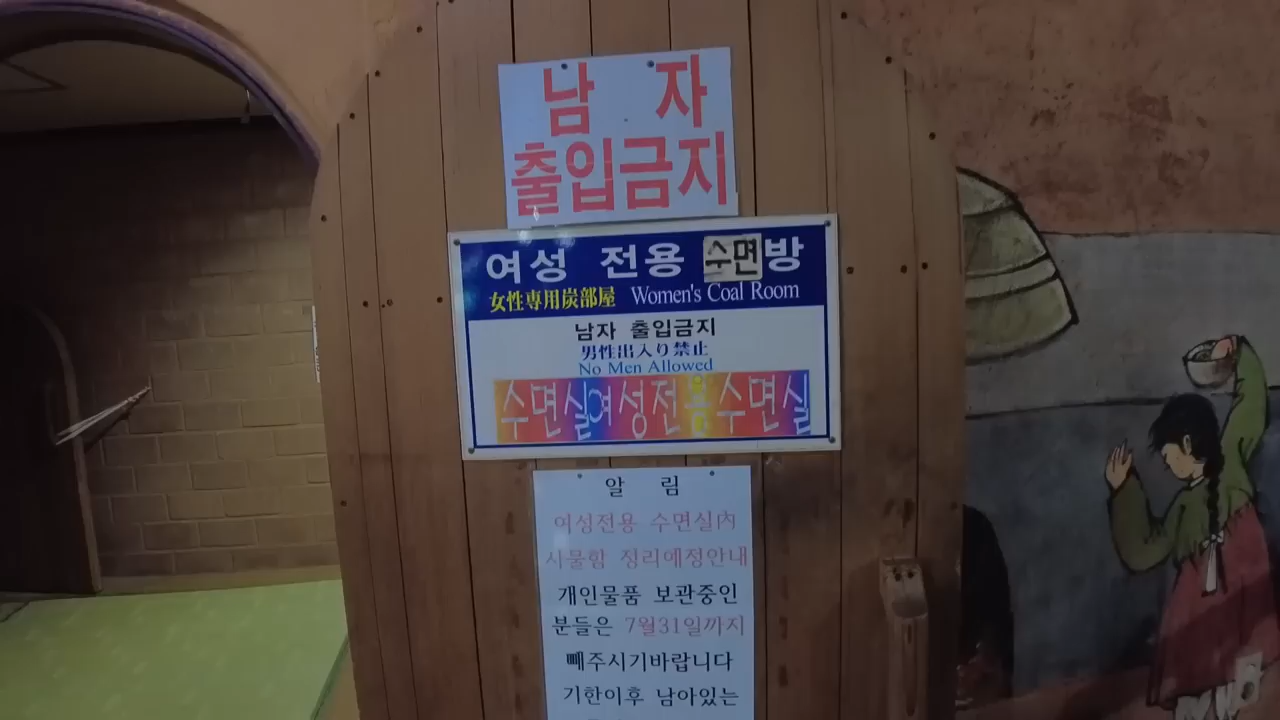 남 자
출입금지
여성 전용 수면방
女性専用炭部屋 Women's Coal Room
남자 출입금지
男性出入り禁止
No Men Allowed
수면실여성전용수면실
알 림
여성전용 수면실內
사물함 정리예정안내
개인물품 보관중인
분들은 7월31일까지
빼주시기바랍니다
기한이후 남아있는